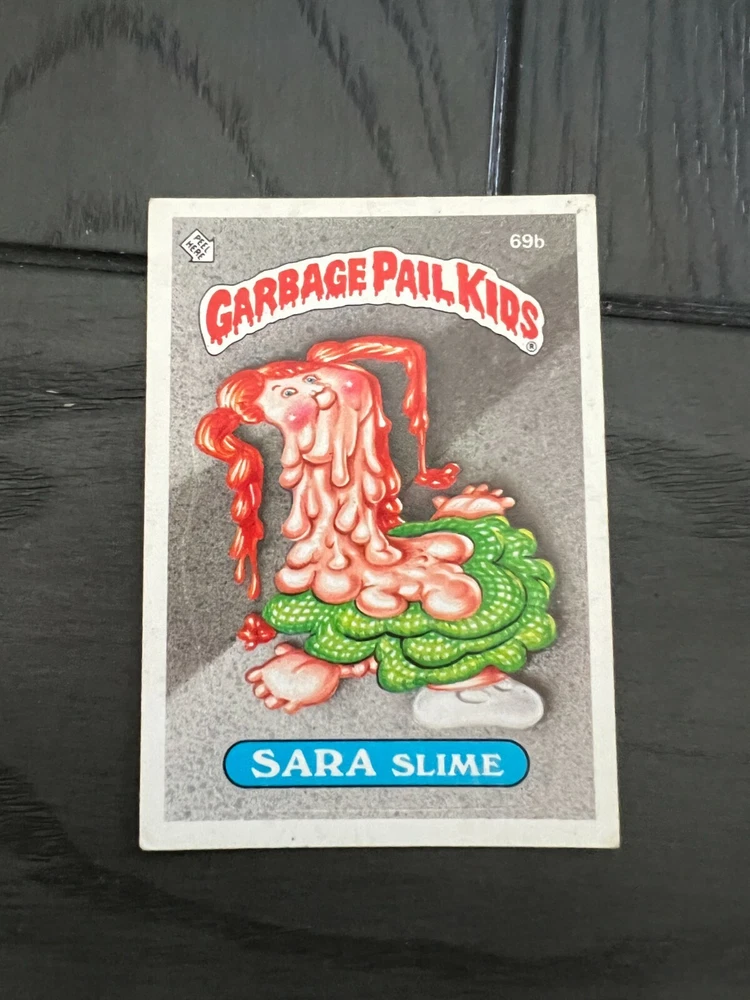 PEEL
HERE
69b
GARBAGE PAIL KIDS
®
SARA SLIME